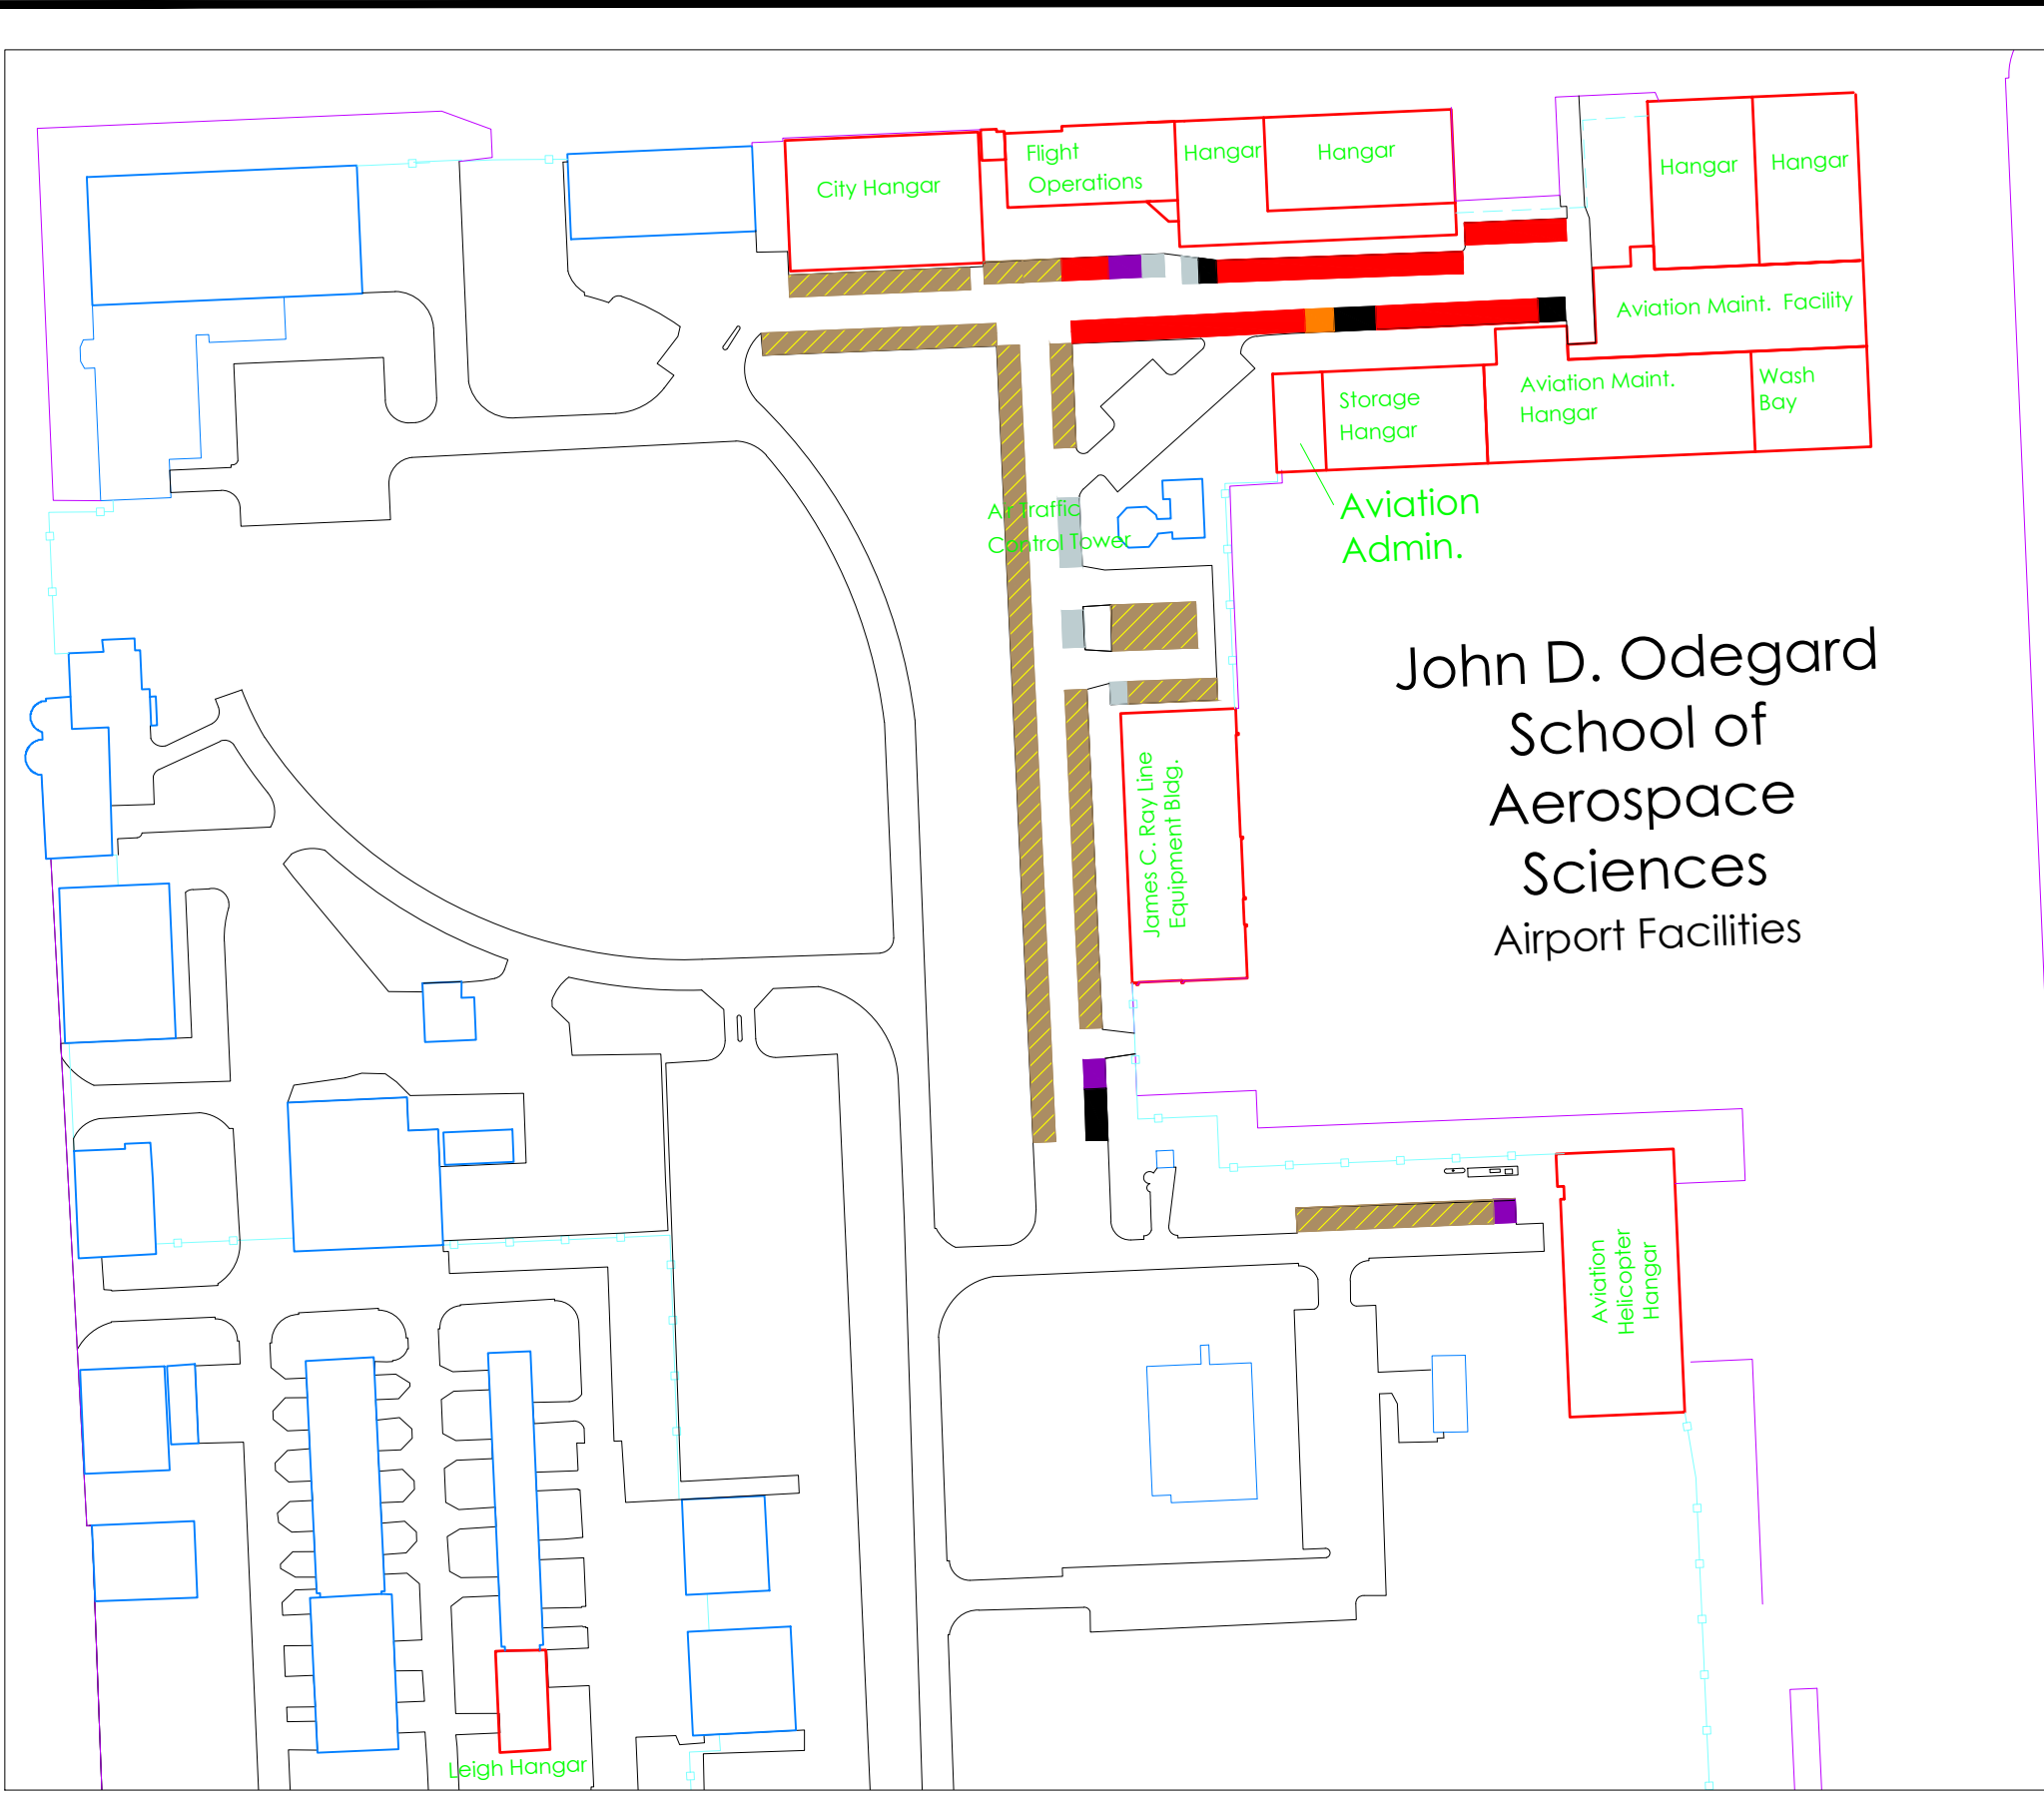 City Hangar
Flight
Operations
Hangar
Hangar
Hangar
Hangar
Aviation Maint. Facility
Storage
Hangar
Aviation Maint.
Hangar
Wash
Bay
Aviation
Admin.
Air Traffic
Control Tower
John D. Odegard
School of
Aerospace
Sciences
Airport Facilities
James C. Ray Line
Equipment Bldg.
Aviation
Helicopter
Hangar
Leigh Hangar